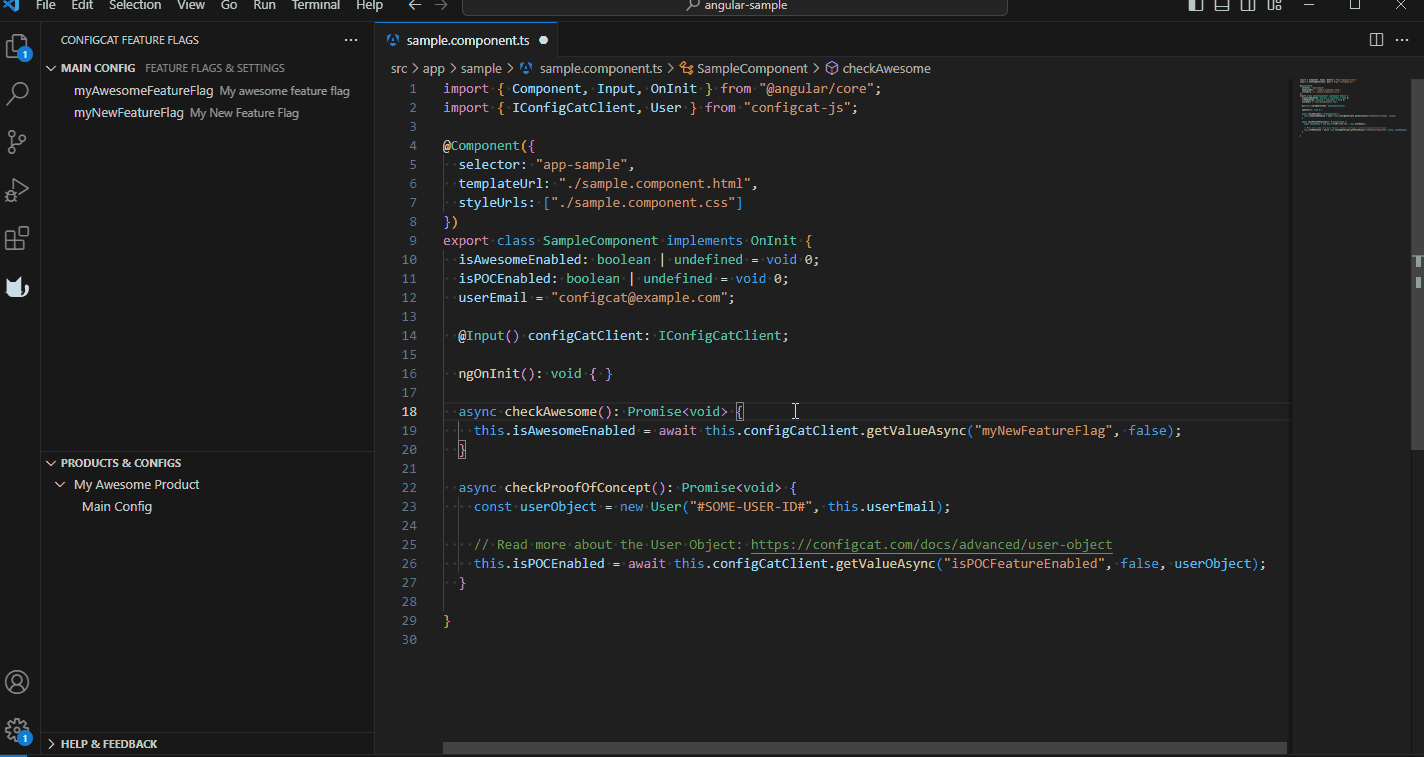 File Edit Selection View Go Run Terminal Help
angular-sample
CONFIGCAT FEATURE FLAGS
MAIN CONFIG FEATURE FLAGS & SETTINGS
myAwesomeFeatureFlag My awesome feature flag
myNewFeatureFlag My New Feature Flag
PRODUCTS & CONFIGS
My Awesome Product
Main Config
HELP & FEEDBACK
1
1
sample.component.ts
src > app > sample > sample.component.ts > SampleComponent > checkAwesome
1 import { Component, Input, OnInit } from "@angular/core";
2 import { IConfigCatClient, User } from "configcat-js";
3
4 @Component({
5   selector: "app-sample",
6   templateUrl: "./sample.component.html",
7   styleUrls: ["./sample.component.css"]
8 })
9 export class SampleComponent implements OnInit {
10   isAwesomeEnabled: boolean | undefined = void 0;
11   isPOCEnabled: boolean | undefined = void 0;
12   userEmail = "configcat@example.com";
13
14   @Input() configCatClient: IConfigCatClient;
15
16   ngOnInit(): void { }
17
18   async checkAwesome(): Promise<void> {
19     this.isAwesomeEnabled = await this.configCatClient.getValueAsync("myNewFeatureFlag", false);
20   }
21
22   async checkProofOfConcept(): Promise<void> {
23     const userObject = new User("#SOME-USER-ID#", this.userEmail);
24
25     // Read more about the User Object: https://configcat.com/docs/advanced/user-object
26     this.isPOCEnabled = await this.configCatClient.getValueAsync("isPOCFeatureEnabled", false, userObject);
27   }
28
29 }
30